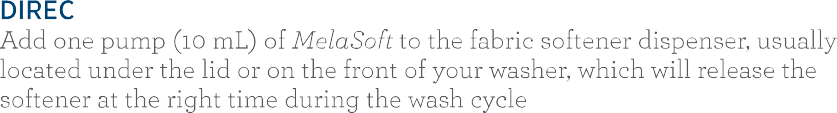 DIREC
Add one pump (10 mL) of MelaSoft to the fabric softener dispenser, usually
located under the lid or on the front of your washer, which will release the
softener at the right time during the wash cycle